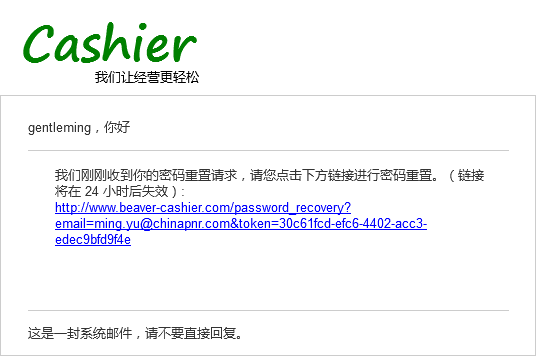 Cashier
我们让经营更轻松
gentleming，你好
我们刚刚收到你的密码重置请求，请您点击下方链接进行密码重置。（链接
将在 24 小时后失效）:
http://www.beaver-cashier.com/password_recovery?
email=ming.yu@chinapnr.com&token=30c61fcd-efc6-4402-acc3-
edec9bfd9f4e
这是一封系统邮件，请不要直接回复。